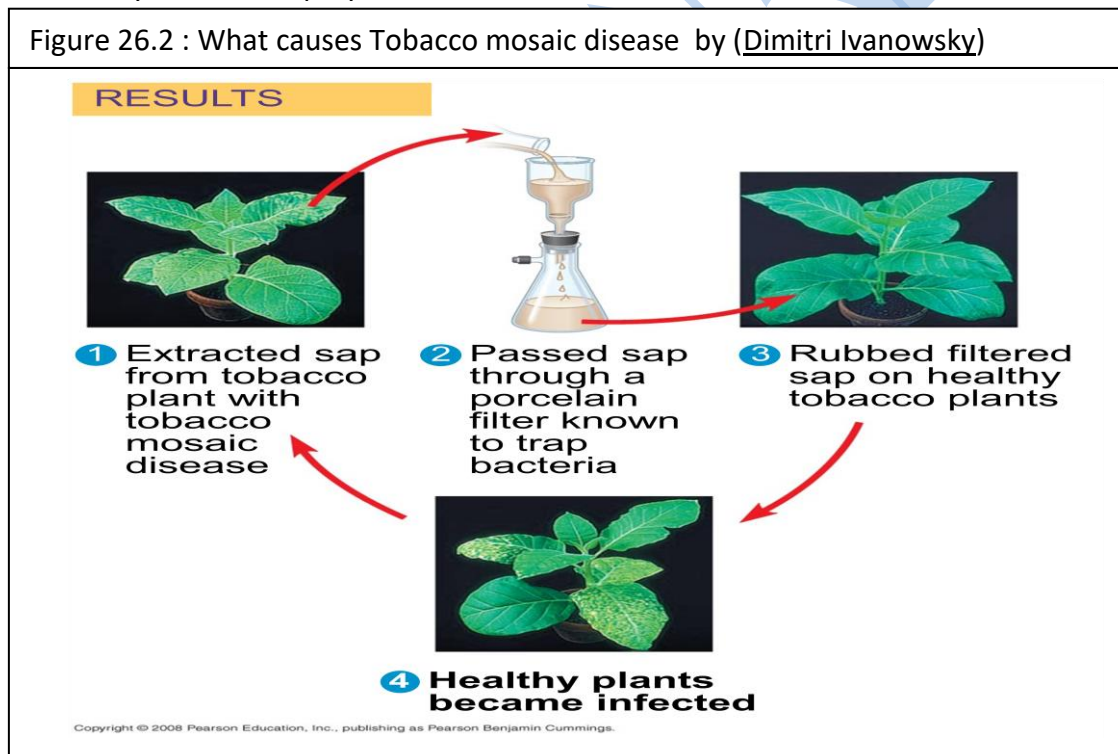 Figure 26.2 : What causes Tobacco mosaic disease by (Dimitri Ivanowsky)
RESULTS
1 Extracted sap
from tobacco
plant with
tobacco
mosaic
disease
2 Passed sap
through a
porcelain
filter known
to trap
bacteria
3 Rubbed filtered
sap on healthy
tobacco plants
4 Healthy plants
became infected
Copyright © 2008 Pearson Education, Inc., publishing as Pearson Benjamin Cummings.